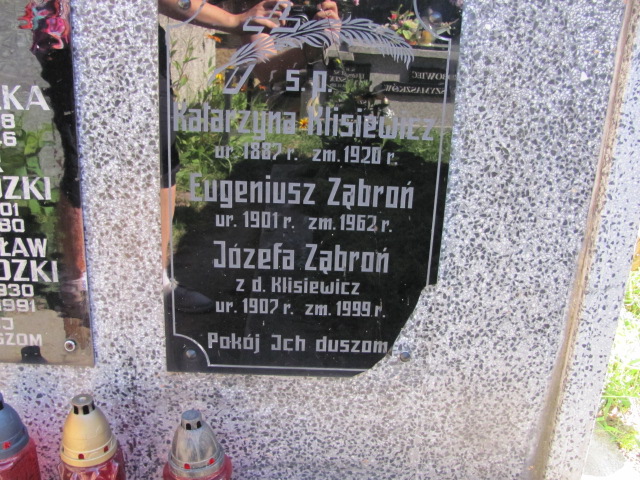 Ś.P.
Katarzyna Klisiewicz
ur. 1887 r. zm. 1920 r.
Eugeniusz Ząbroń
ur. 1901 r. zm. 1962 r.
Józefa Ząbroń
z d. Klisiewicz
ur. 1907 r. zm. 1999 r.
Pokój Ich duszom